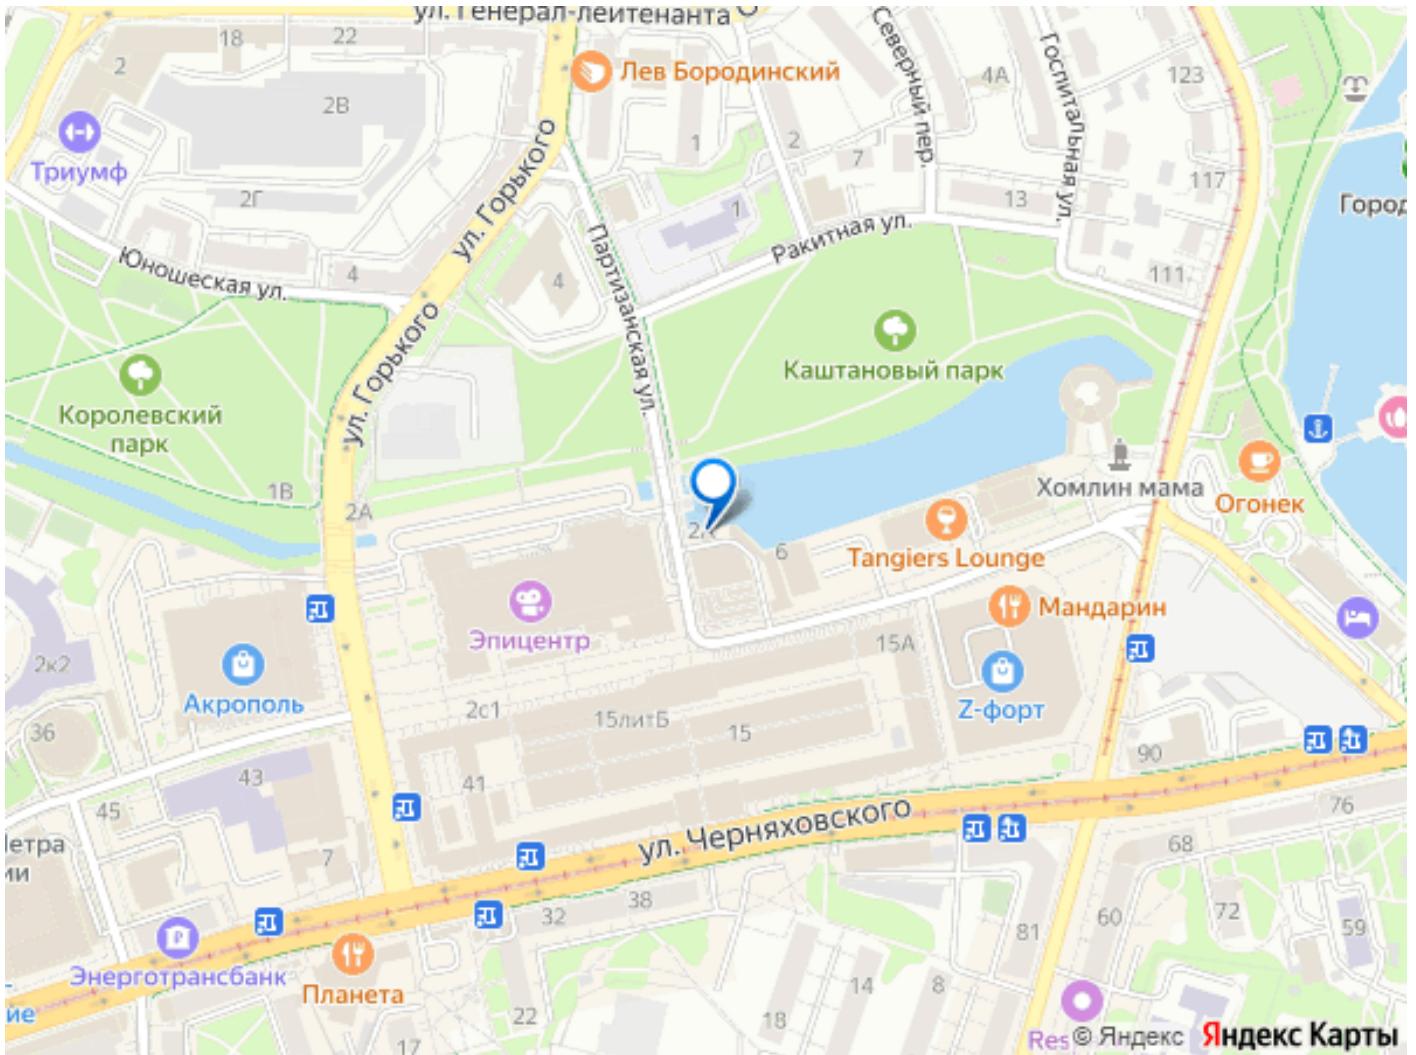 ул. Генерал-лейтенанта
18
22
2
2В
Лев Бородинский
Северный пер.
4А
Госпитальная ул.
123
Триумф
1
2
7
2Г
ул. Горького
117
13
1
Город
Юношеская ул.
4
4
Партизанская ул.
Ракитная ул.
111
ул. Горького
Каштановый парк
Королевский
парк
1В
2А
Хомлин мама
Огонек
6
Tangiers Lounge
Эпицентр
Мандарин
15А
2к2
Акрополь
Z-форт
2с1
15литБ
15
36
90
43
41
45
ул. Черняховского
76
7
68
38
32
72
60
59
81
Энерготрансбанк
Планета
14
8
22
18
17
ие
Res
© Яндекс
Яндекс Карты